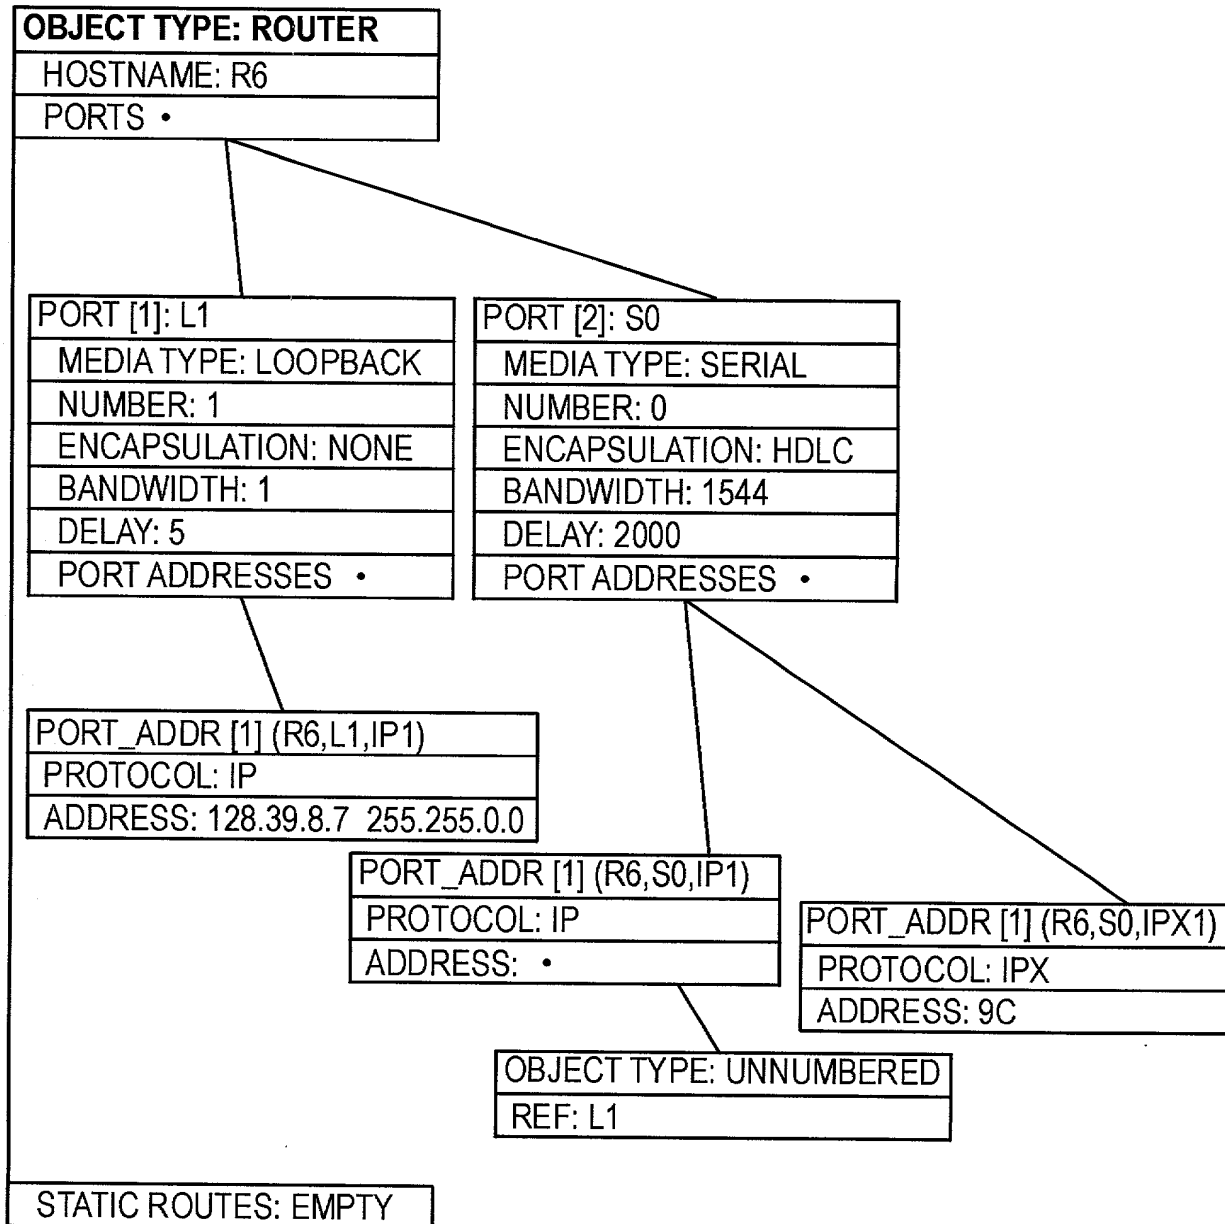 OBJECT TYPE: ROUTER
HOSTNAME: R6
PORTS •
PORT [1]: L1
MEDIA TYPE: LOOPBACK
NUMBER: 1
ENCAPSULATION: NONE
BANDWIDTH: 1
DELAY: 5
PORT ADDRESSES •
PORT [2]: S0
MEDIA TYPE: SERIAL
NUMBER: 0
ENCAPSULATION: HDLC
BANDWIDTH: 1544
DELAY: 2000
PORT ADDRESSES •
PORT_ADDR [1] (R6,L1,IP1)
PROTOCOL: IP
ADDRESS: 128.39.8.7 255.255.0.0
PORT_ADDR [1] (R6,S0,IP1)
PROTOCOL: IP
ADDRESS: •
PORT_ADDR [1] (R6,S0,IPX1)
PROTOCOL: IPX
ADDRESS: 9C
OBJECT TYPE: UNNUMBERED
REF: L1
STATIC ROUTES: EMPTY